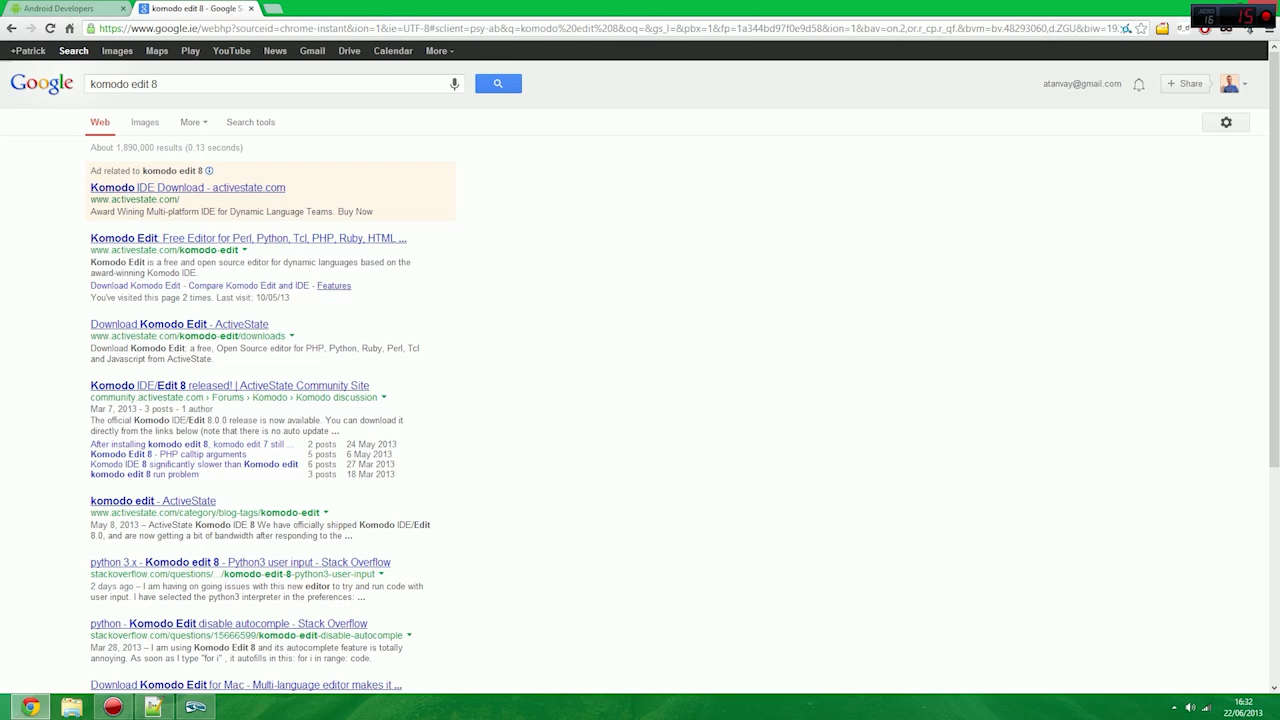 Android Developers
komodo edit 8 - Google S
https://www.google.ie/webhp?sourceid=chrome-instant&ion=1&ie=UTF-8#sclient=psy-ab&q=komodo%20edit%208&oq=&gs_l=&pbx=1&fp=1a344bd97f0e9532&ion=1&bav=on.2,or.r_cp.r_qf.&bvm=bv.48293060,d.ZGU&biw=19
16
15
+Patrick Search Images Maps Play YouTube News Gmail Drive Calendar More
Google
komodo edit 8
atanvay@gmail.com
+ Share
Web Images More Search tools
About 1,890,000 results (0.13 seconds)
Ad related to komodo edit 8
Komodo IDE Download - activestate.com
www.activestate.com/
Award Wining Multi-platform IDE for Dynamic Language Teams. Buy Now
Komodo Edit: Free Editor for Perl, Python, Tcl, PHP, Ruby, HTML ...
www.activestate.com/komodo-edit
Komodo Edit is a free and open source editor for dynamic languages based on the
award-winning Komodo IDE.
Download Komodo Edit - Compare Komodo Edit and IDE - Features
You've visited this page 2 times. Last visit: 10/05/13
Download Komodo Edit - ActiveState
www.activestate.com/komodo-edit/downloads
Download Komodo Edit: a free, Open Source editor for PHP, Python, Ruby, Perl, Tcl
and Javascript from ActiveState.
Komodo IDE/Edit 8 released! | ActiveState Community Site
community.activestate.com › Forums › Komodo › Komodo discussion
Mar 7, 2013 - 3 posts - 1 author
The official Komodo IDE/Edit 8.0.0 release is now available. You can download it
directly from the links below (note that there is no auto update ...
After installing komodo edit 8, komodo edit 7 still ... 2 posts 24 May 2013
Komodo Edit 8 - PHP calltip arguments 5 posts 6 May 2013
Komodo IDE 8 significantly slower than Komodo edit 6 posts 27 Mar 2013
komodo edit 8 run problem 3 posts 18 Mar 2013
komodo edit - ActiveState
www.activestate.com/category/blog-tags/komodo-edit
May 8, 2013 – ActiveState Komodo IDE 8 We have officially shipped Komodo IDE/Edit
8.0, and are now getting a bit of bandwidth after responding to the ...
python 3.x - Komodo edit 8 - Python3 user input - Stack Overflow
stackoverflow.com/questions/.../komodo-edit-8-python3-user-input
2 days ago – I am having on going issues with this new editor to try and run code with
user input. I have selected the python3 interpreter in the preferences: ...
python - Komodo Edit disable autocomple - Stack Overflow
stackoverflow.com/questions/15666599/komodo-edit-disable-autocomple
Mar 28, 2013 – I am using Komodo Edit 8 and its autocomplete feature is totally
annoying. As soon as I type "for i" , it autofills in this: for i in range: code.
Download Komodo Edit for Mac - Multi-language editor makes it ...
16:32
22/06/2013